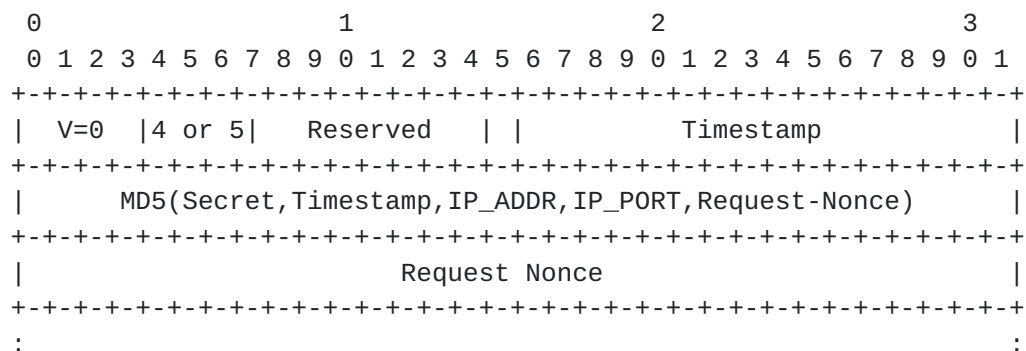 0                   1                   2                   3
 0 1 2 3 4 5 6 7 8 9 0 1 2 3 4 5 6 7 8 9 0 1 2 3 4 5 6 7 8 9 0 1
+-+-+-+-+-+-+-+-+-+-+-+-+-+-+-+-+-+-+-+-+-+-+-+-+-+-+-+-+-+-+-+-+
|  V=0  |4 or 5|   Reserved   | |          Timestamp            |
+-+-+-+-+-+-+-+-+-+-+-+-+-+-+-+-+-+-+-+-+-+-+-+-+-+-+-+-+-+-+-+-+
|      MD5(Secret,Timestamp,IP_ADDR,IP_PORT,Request-Nonce)      |
+-+-+-+-+-+-+-+-+-+-+-+-+-+-+-+-+-+-+-+-+-+-+-+-+-+-+-+-+-+-+-+-+
|                        Request Nonce                          |
+-+-+-+-+-+-+-+-+-+-+-+-+-+-+-+-+-+-+-+-+-+-+-+-+-+-+-+-+-+-+-+-+
:                                                               :